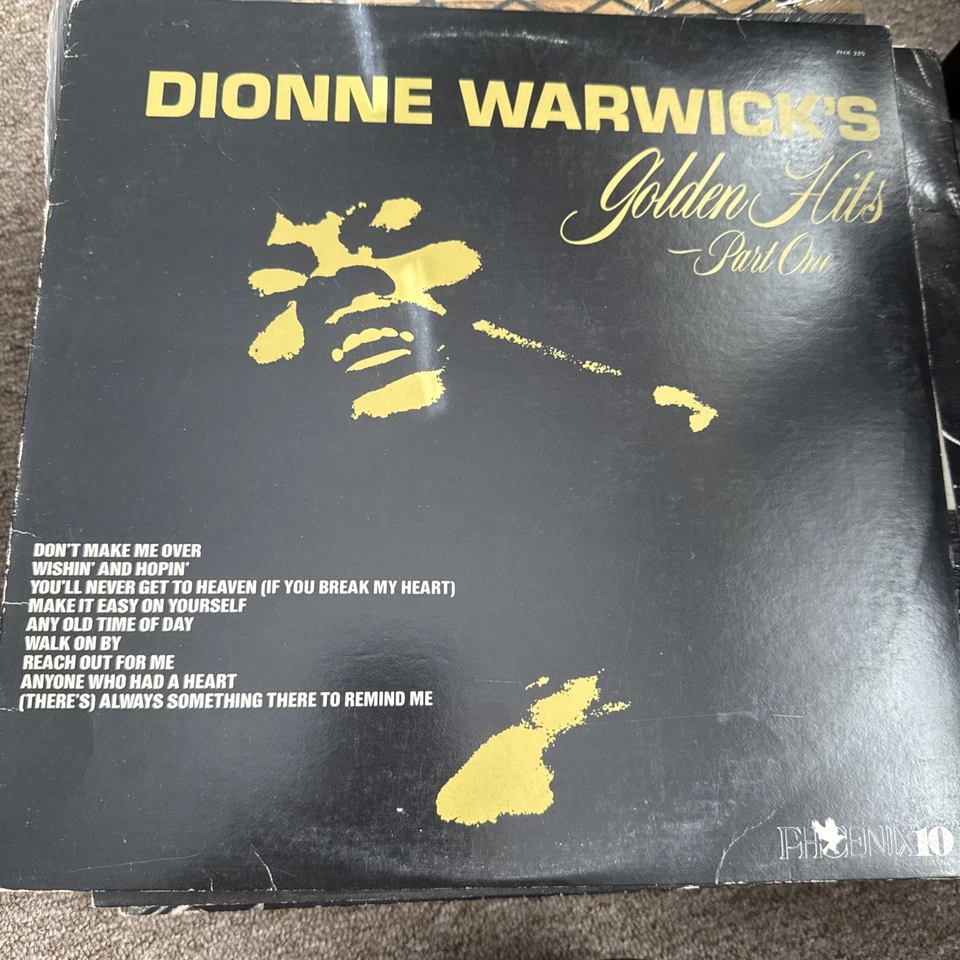 PHX 325
DIONNE WARWICK'S
Golden Hits
—Part One
DON'T MAKE ME OVER
WISHIN' AND HOPIN'
YOU'LL NEVER GET TO HEAVEN (IF YOU BREAK MY HEART)
MAKE IT EASY ON YOURSELF
ANY OLD TIME OF DAY
WALK ON BY
REACH OUT FOR ME
ANYONE WHO HAD A HEART
(THERE'S) ALWAYS SOMETHING THERE TO REMIND ME
PHOENIX 10